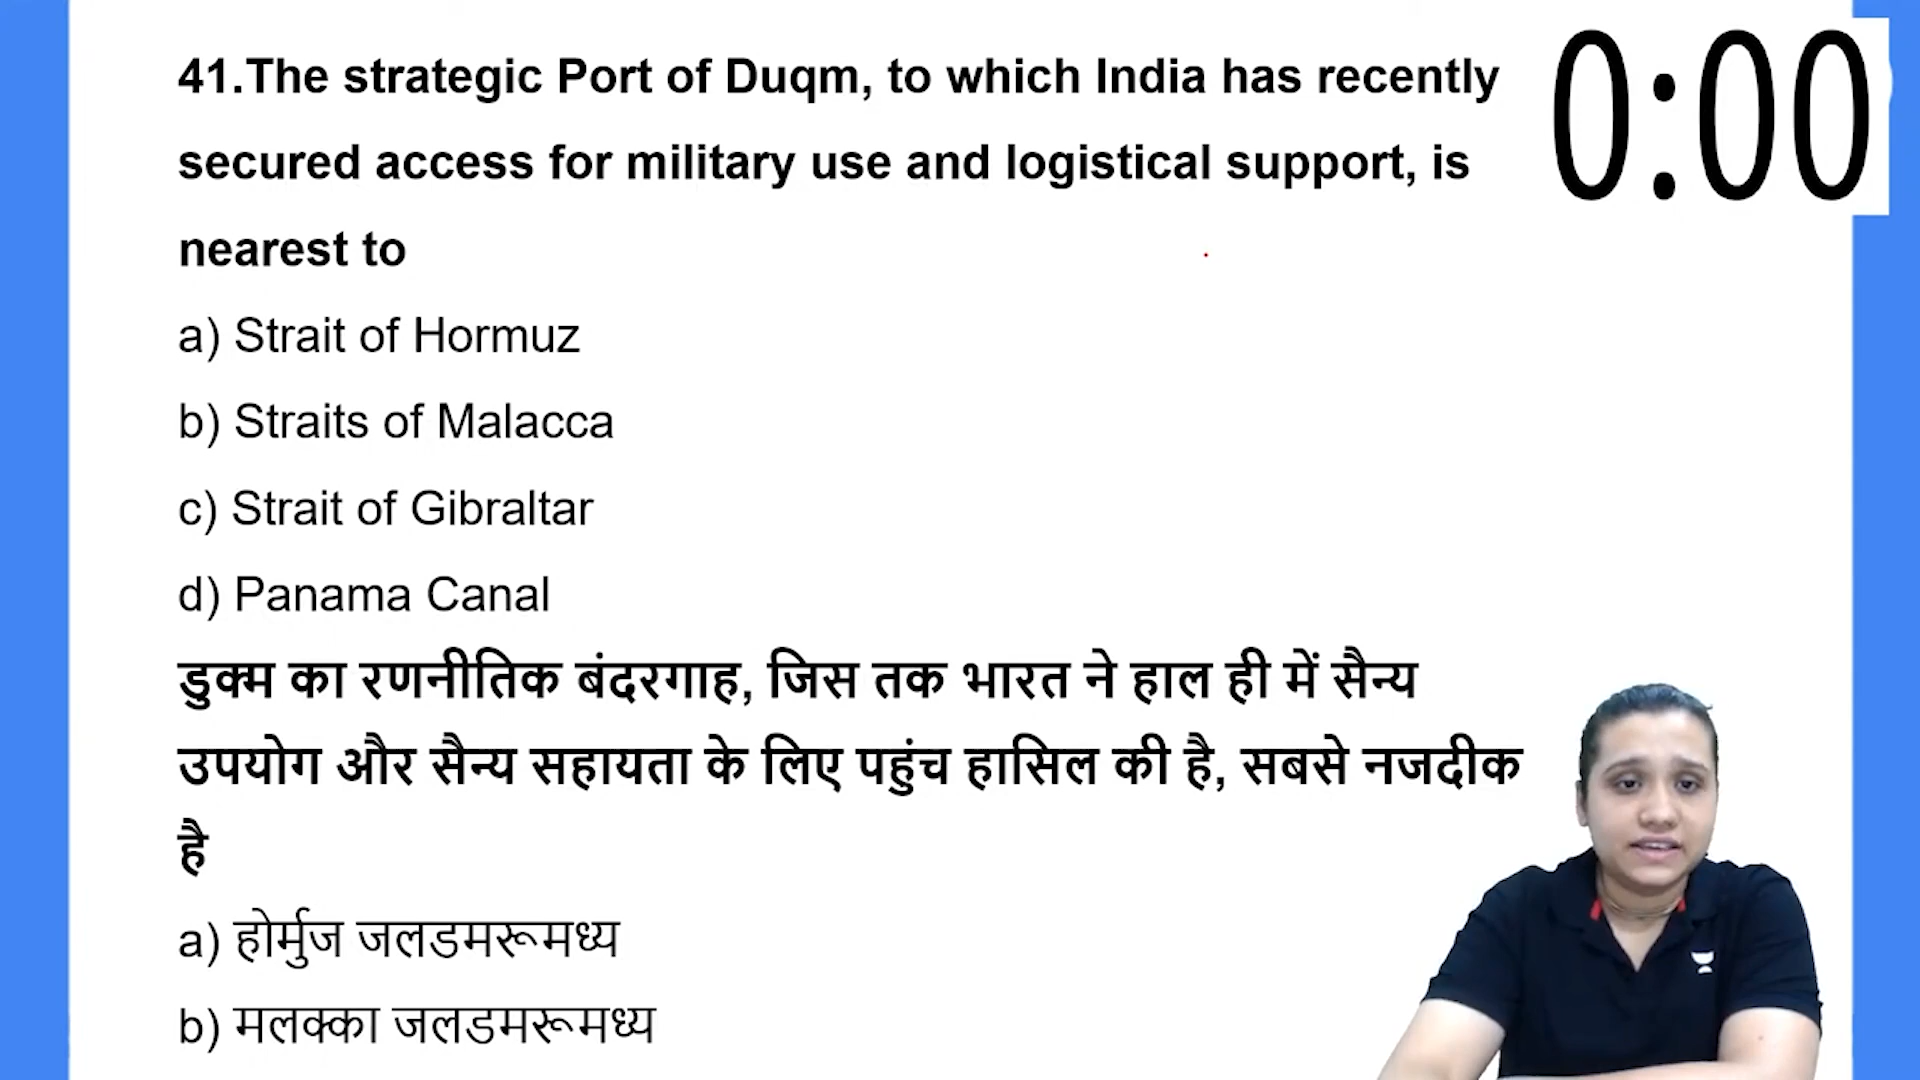 41.The strategic Port of Duqm, to which India has recently
secured access for military use and logistical support, is
nearest to
a) Strait of Hormuz
b) Straits of Malacca
c) Strait of Gibraltar
d) Panama Canal
डुक्म का रणनीतिक बंदरगाह, जिस तक भारत ने हाल ही में सैन्य
उपयोग और सैन्य सहायता के लिए पहुंच हासिल की है, सबसे नजदीक
है
a) होर्मुज जलडमरूमध्य
b) मलक्का जलडमरूमध्य
0:00